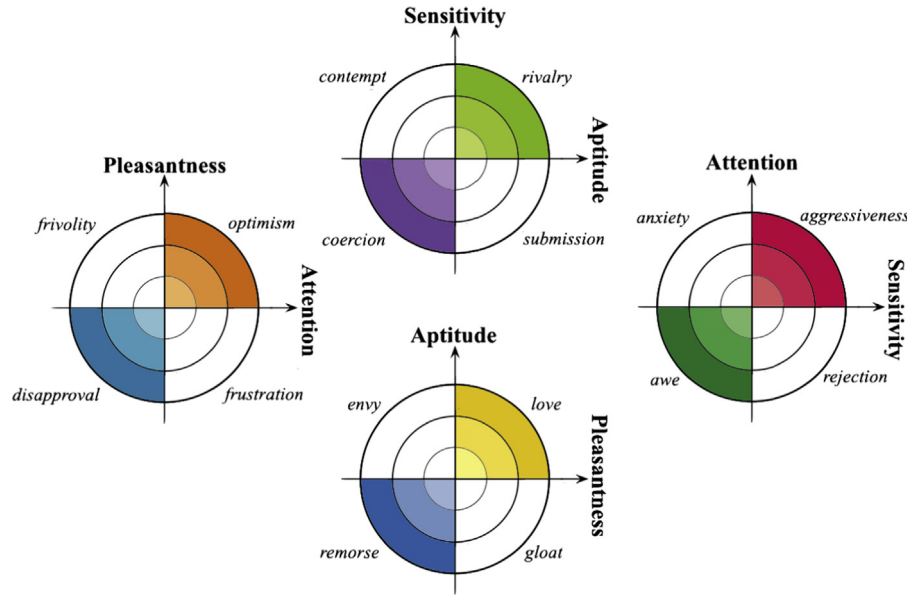 Sensitivity
contempt
rivalry
Aptitude
coercion
submission
Pleasantness
frivolity
optimism
Attention
disapproval
frustration
Attention
anxiety
aggressiveness
Sensitivity
awe
rejection
Aptitude
envy
love
Pleasantness
remorse
gloat